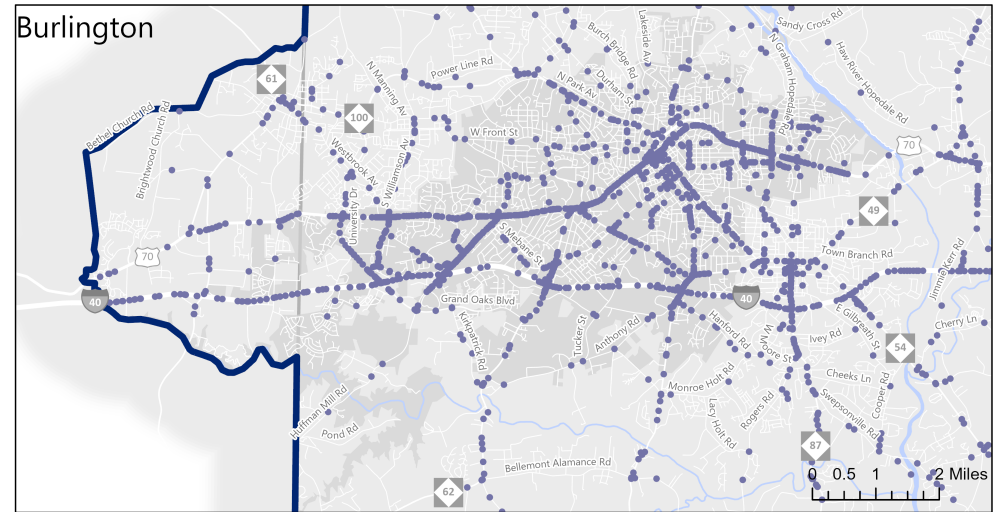 Burlington
Sandy Cross Rd
Lakeside Av
Burch Bridge Rd
N Graham Hopedale Rd
Haw River Hopedale Rd
Power Line Rd
N Manning Av
N Park Av
Durham St
61
100
Bethel Church Rd
Brightwood Church Rd
W Front St
70
Westbrook Av
S Williamson Av
University Dr
49
S Mebane St
70
Town Branch Rd
Jimmie Kerr Rd
40
Grand Oaks Blvd
40
Kirkpatrick Rd
Tucker St
Anthony Rd
Hanford Rd
W Moore St
Ivey Rd
E Gilbreath St
Cherry Ln
54
Monroe Holt Rd
Cheeks Ln
Cooper Rd
Huffman Mill Rd
Pond Rd
Lacy Holt Rd
Rogers Rd
Swepsonville Rd
87
Bellemont Alamance Rd
62
0 0.5 1 2 Miles